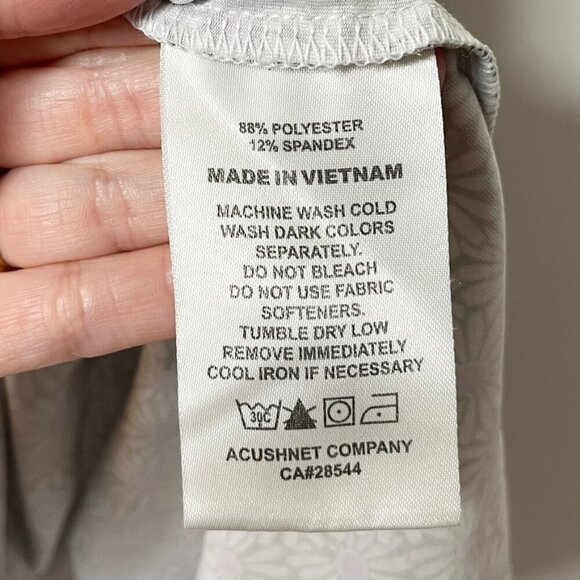 88% POLYESTER
12% SPANDEX
MADE IN VIETNAM
MACHINE WASH COLD
WASH DARK COLORS
SEPARATELY.
DO NOT BLEACH
DO NOT USE FABRIC
SOFTENERS.
TUMBLE DRY LOW
REMOVE IMMEDIATELY
COOL IRON IF NECESSARY
30C
ACUSHNET COMPANY
CA#28544